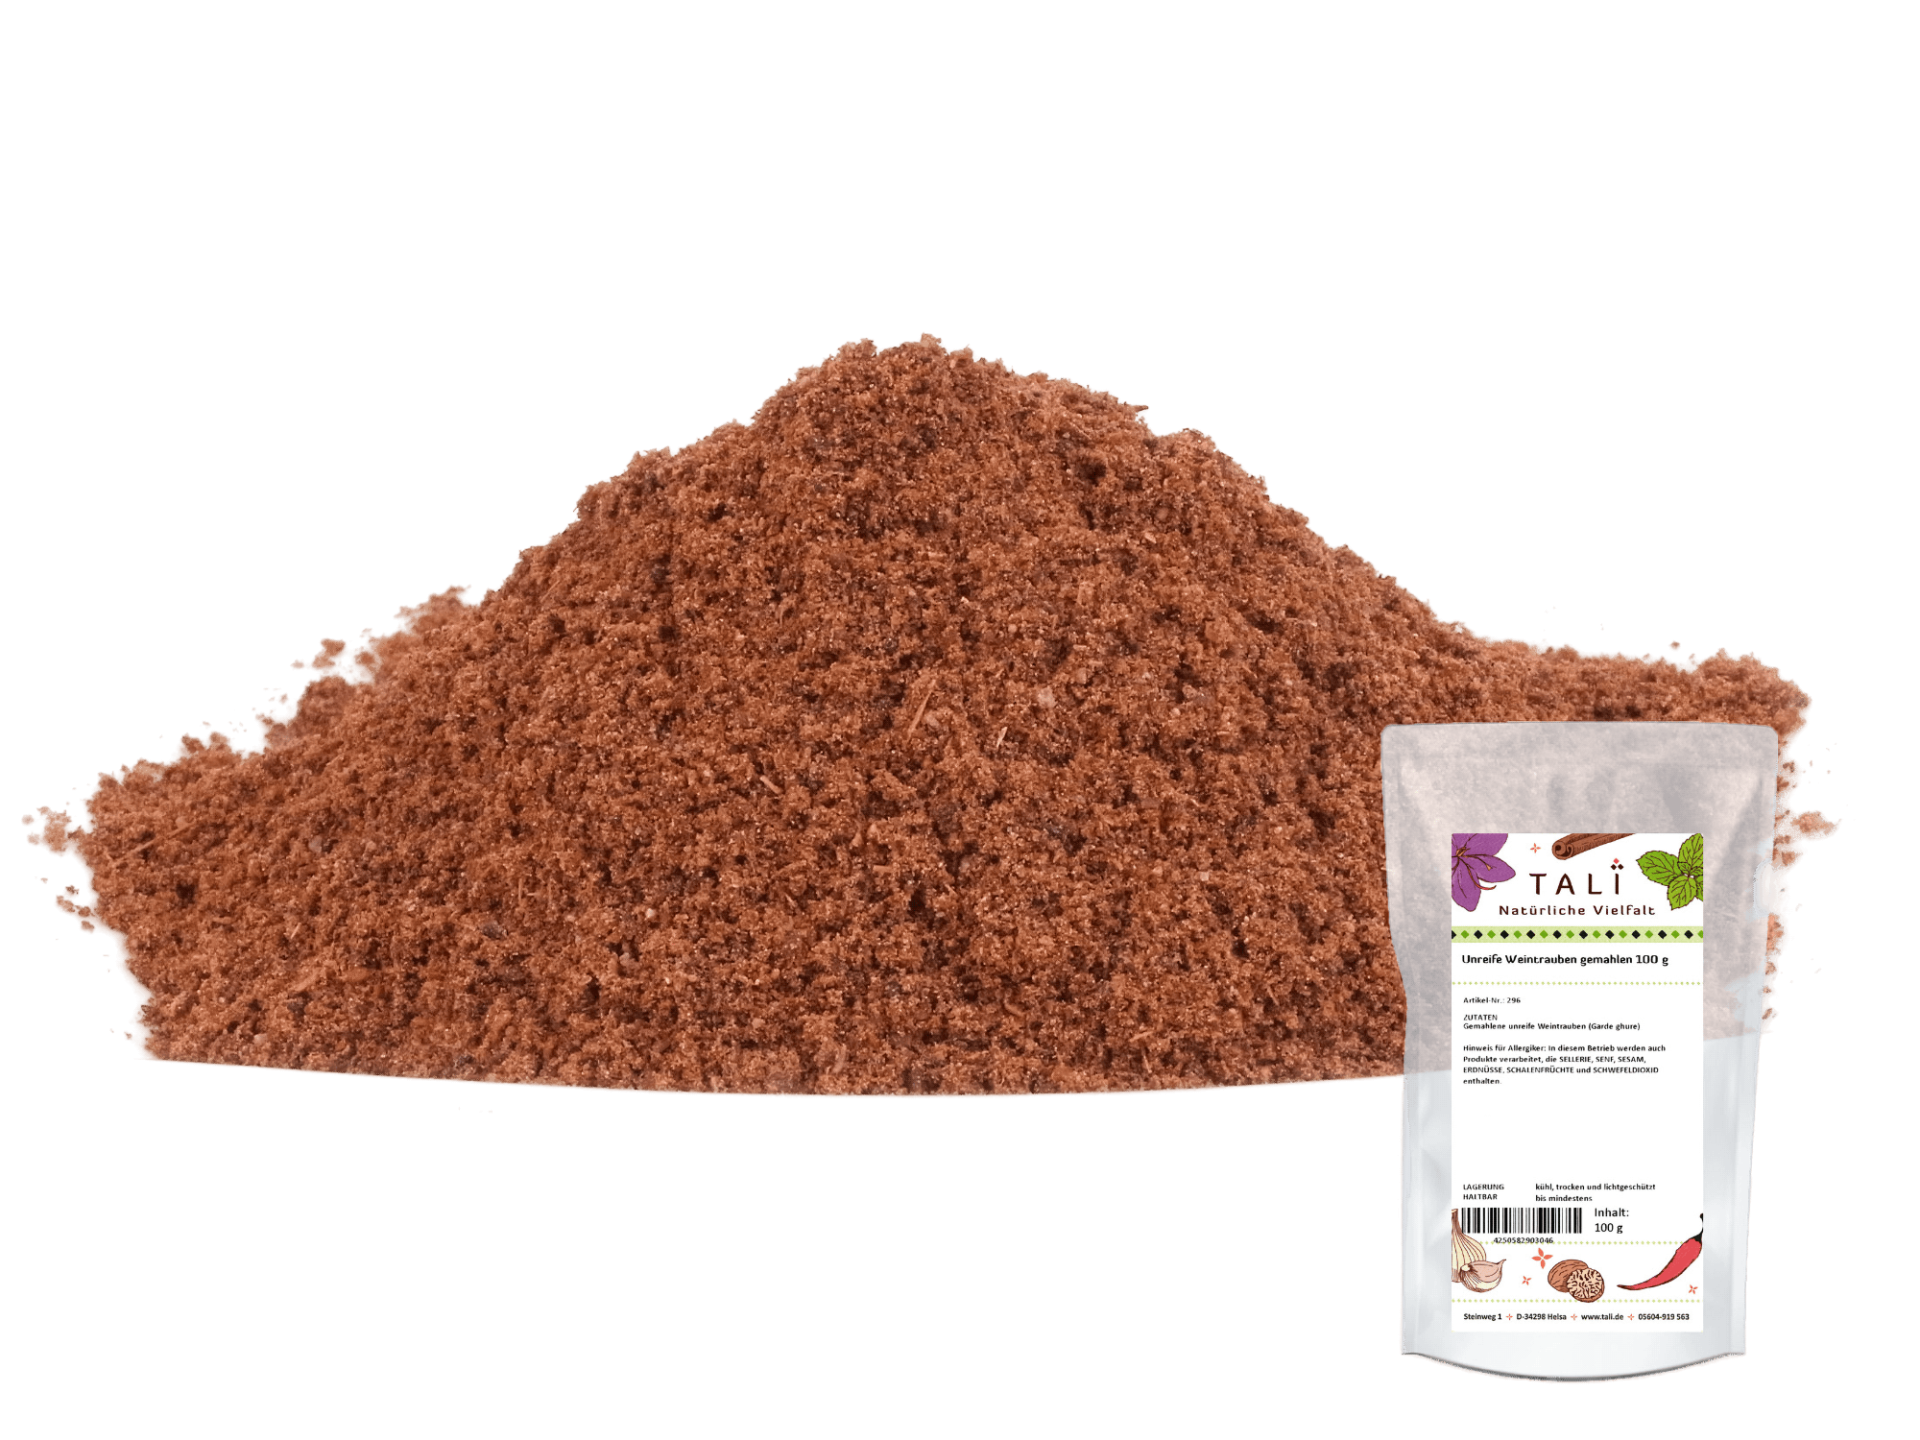 TALÏ
Natürliche Vielfalt
Unreife Weintrauben gemahlen 100 g
Artikel-Nr.: 296
ZUTATEN
Gemahlene unreife Weintrauben (Garde ghure)
Hinweis für Allergiker: In diesem Betrieb werden auch
Produkte verarbeitet, die SELLERIE, SENF, SESAM,
ERDNÜSSE, SCHALENFRÜCHTE und SCHWEFELDIOXID
enthalten.
LAGERUNG kühl, trocken und lichtgeschützt
HALTBAR bis mindestens
Inhalt:
100 g
4250582903046
Steinweg 1 D-34298 Helsa www.tali.de 05604-919 563